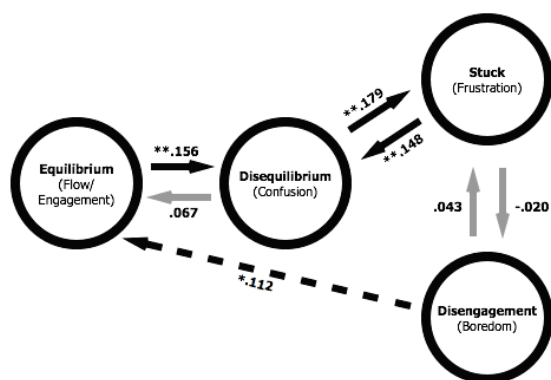 Stuck
(Frustration)
**.179
**.148
**.156
Equilibrium
(Flow/
Engagement)
Disequilibrium
(Confusion)
.067
.043
-.020
*.112
Disengagement
(Boredom)